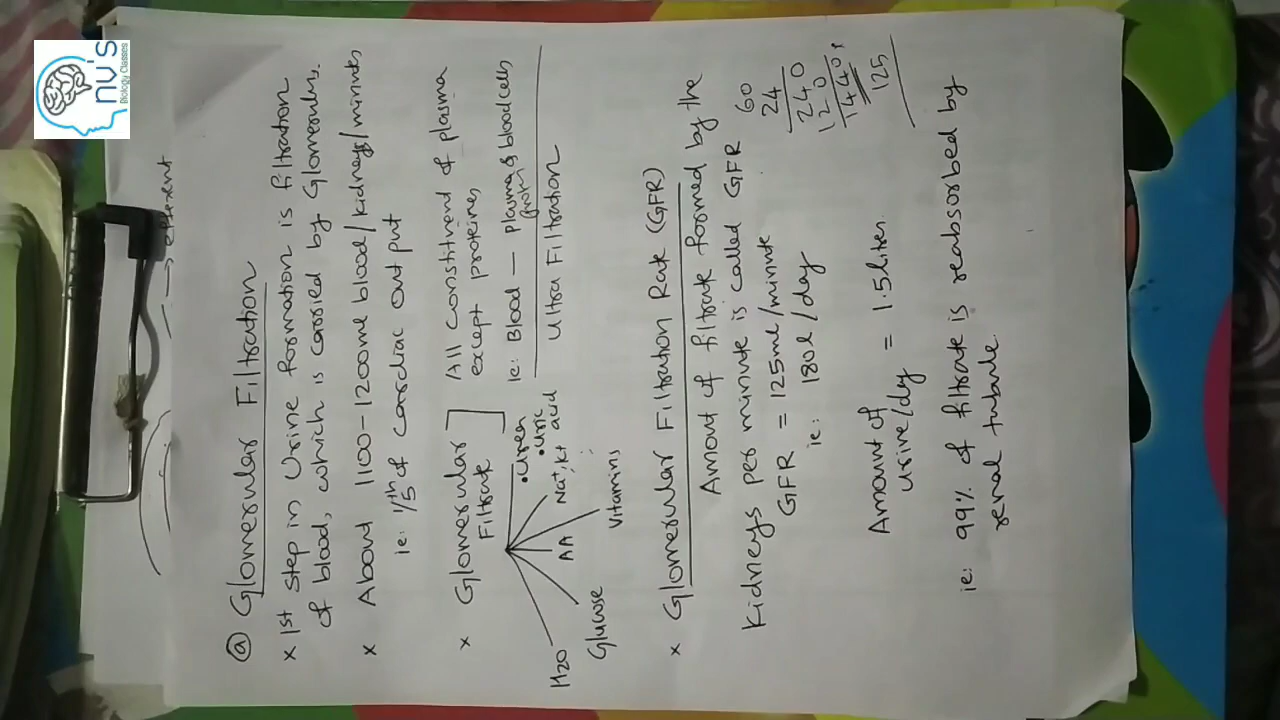 nv's
Biology Classes
→ efferent
ⓐ Glomerular Filtration
x 1st step in Urine formation is filtration
of blood, which is carried by Glomerulus.
x About 1100-1200ml blood/kidneys/minute
ie: 1/5th of cardiac output
x Glomerular Filtrate
All constituent of plasma
except proteins
ie: Blood — plasma protein & blood cells
Ultra Filtration
H2O
Glucose
AA
Vitamins
Na+, K+
• Urea
• Uric acid
x Glomerular Filtration Rate (GFR)
Amount of filtrate formed by the
kidneys per minute is called GFR
GFR = 125ml/minute
ie: 180l/day
60
24
240
120
1440
125
Amount of
urine/dy = 1.5 liter
ie: 99% of filtrate is reabsorbed by
renal tubule